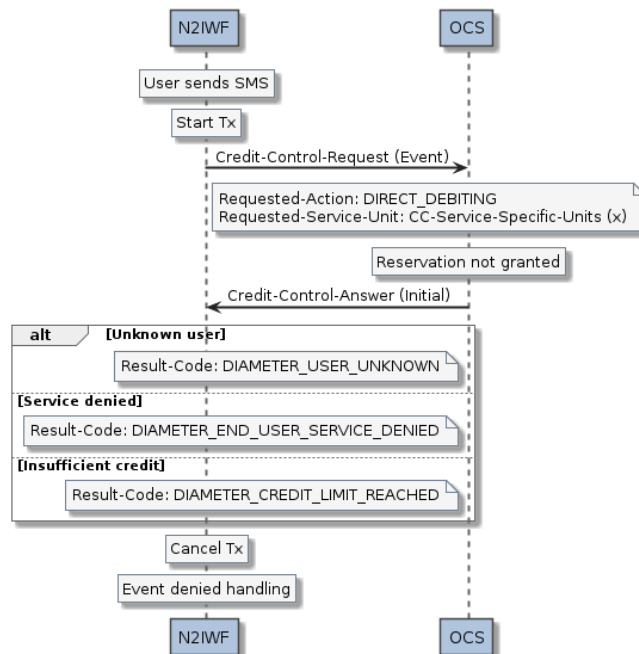 N2IWF
OCS
User sends SMS
Start Tx
Credit-Control-Request (Event)
Requested-Action: DIRECT_DEBITING
Requested-Service-Unit: CC-Service-Specific-Units (x)
Reservation not granted
Credit-Control-Answer (Initial)
alt
[Unknown user]
Result-Code: DIAMETER_USER_UNKNOWN
[Service denied]
Result-Code: DIAMETER_END_USER_SERVICE_DENIED
[Insufficient credit]
Result-Code: DIAMETER_CREDIT_LIMIT_REACHED
Cancel Tx
Event denied handling
N2IWF
OCS